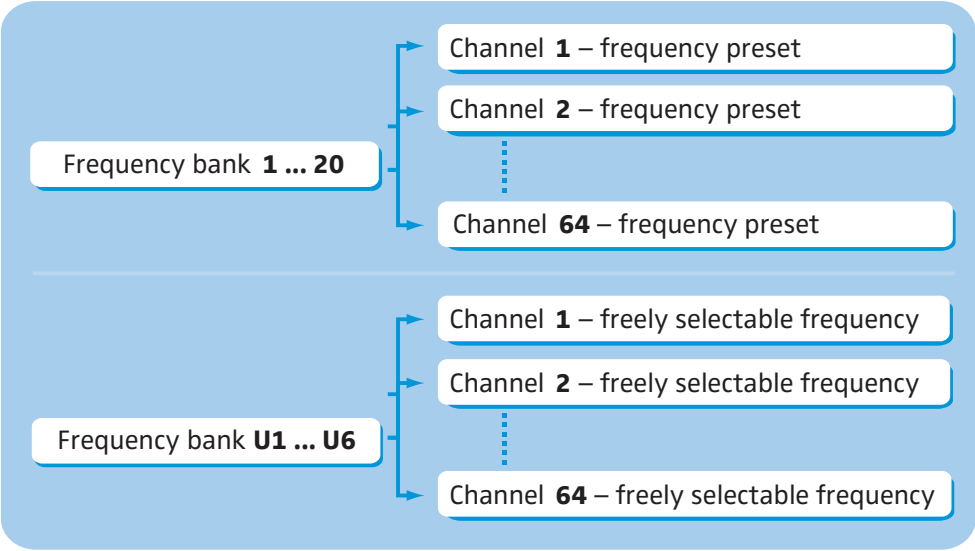 Channel 1 – frequency preset
Channel 2 – frequency preset
Frequency bank 1 ... 20
Channel 64 – frequency preset
Channel 1 – freely selectable frequency
Channel 2 – freely selectable frequency
Frequency bank U1 ... U6
Channel 64 – freely selectable frequency